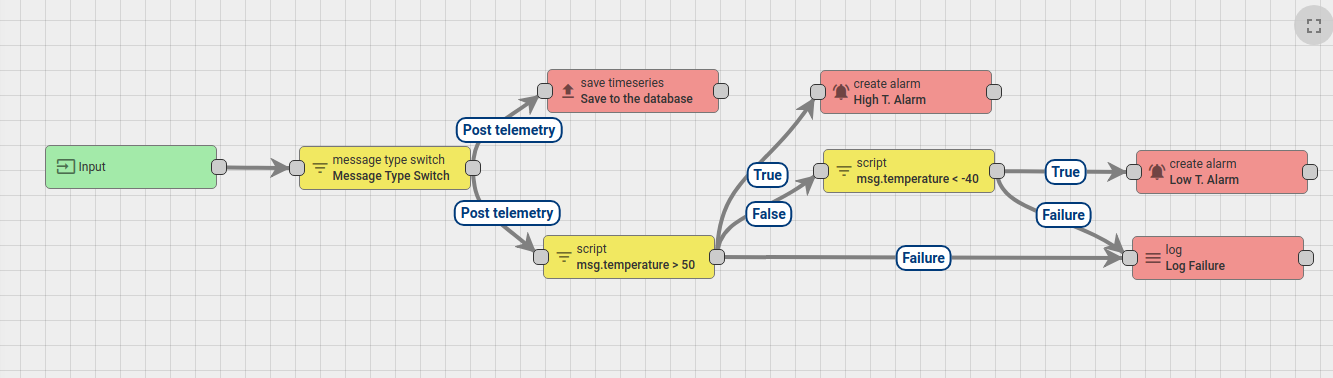 Input
message type switch
Message Type Switch
Post telemetry
save timeseries
Save to the database
Post telemetry
script
msg.temperature > 50
True
create alarm
High T. Alarm
False
script
msg.temperature < -40
True
create alarm
Low T. Alarm
Failure
Failure
log
Log Failure